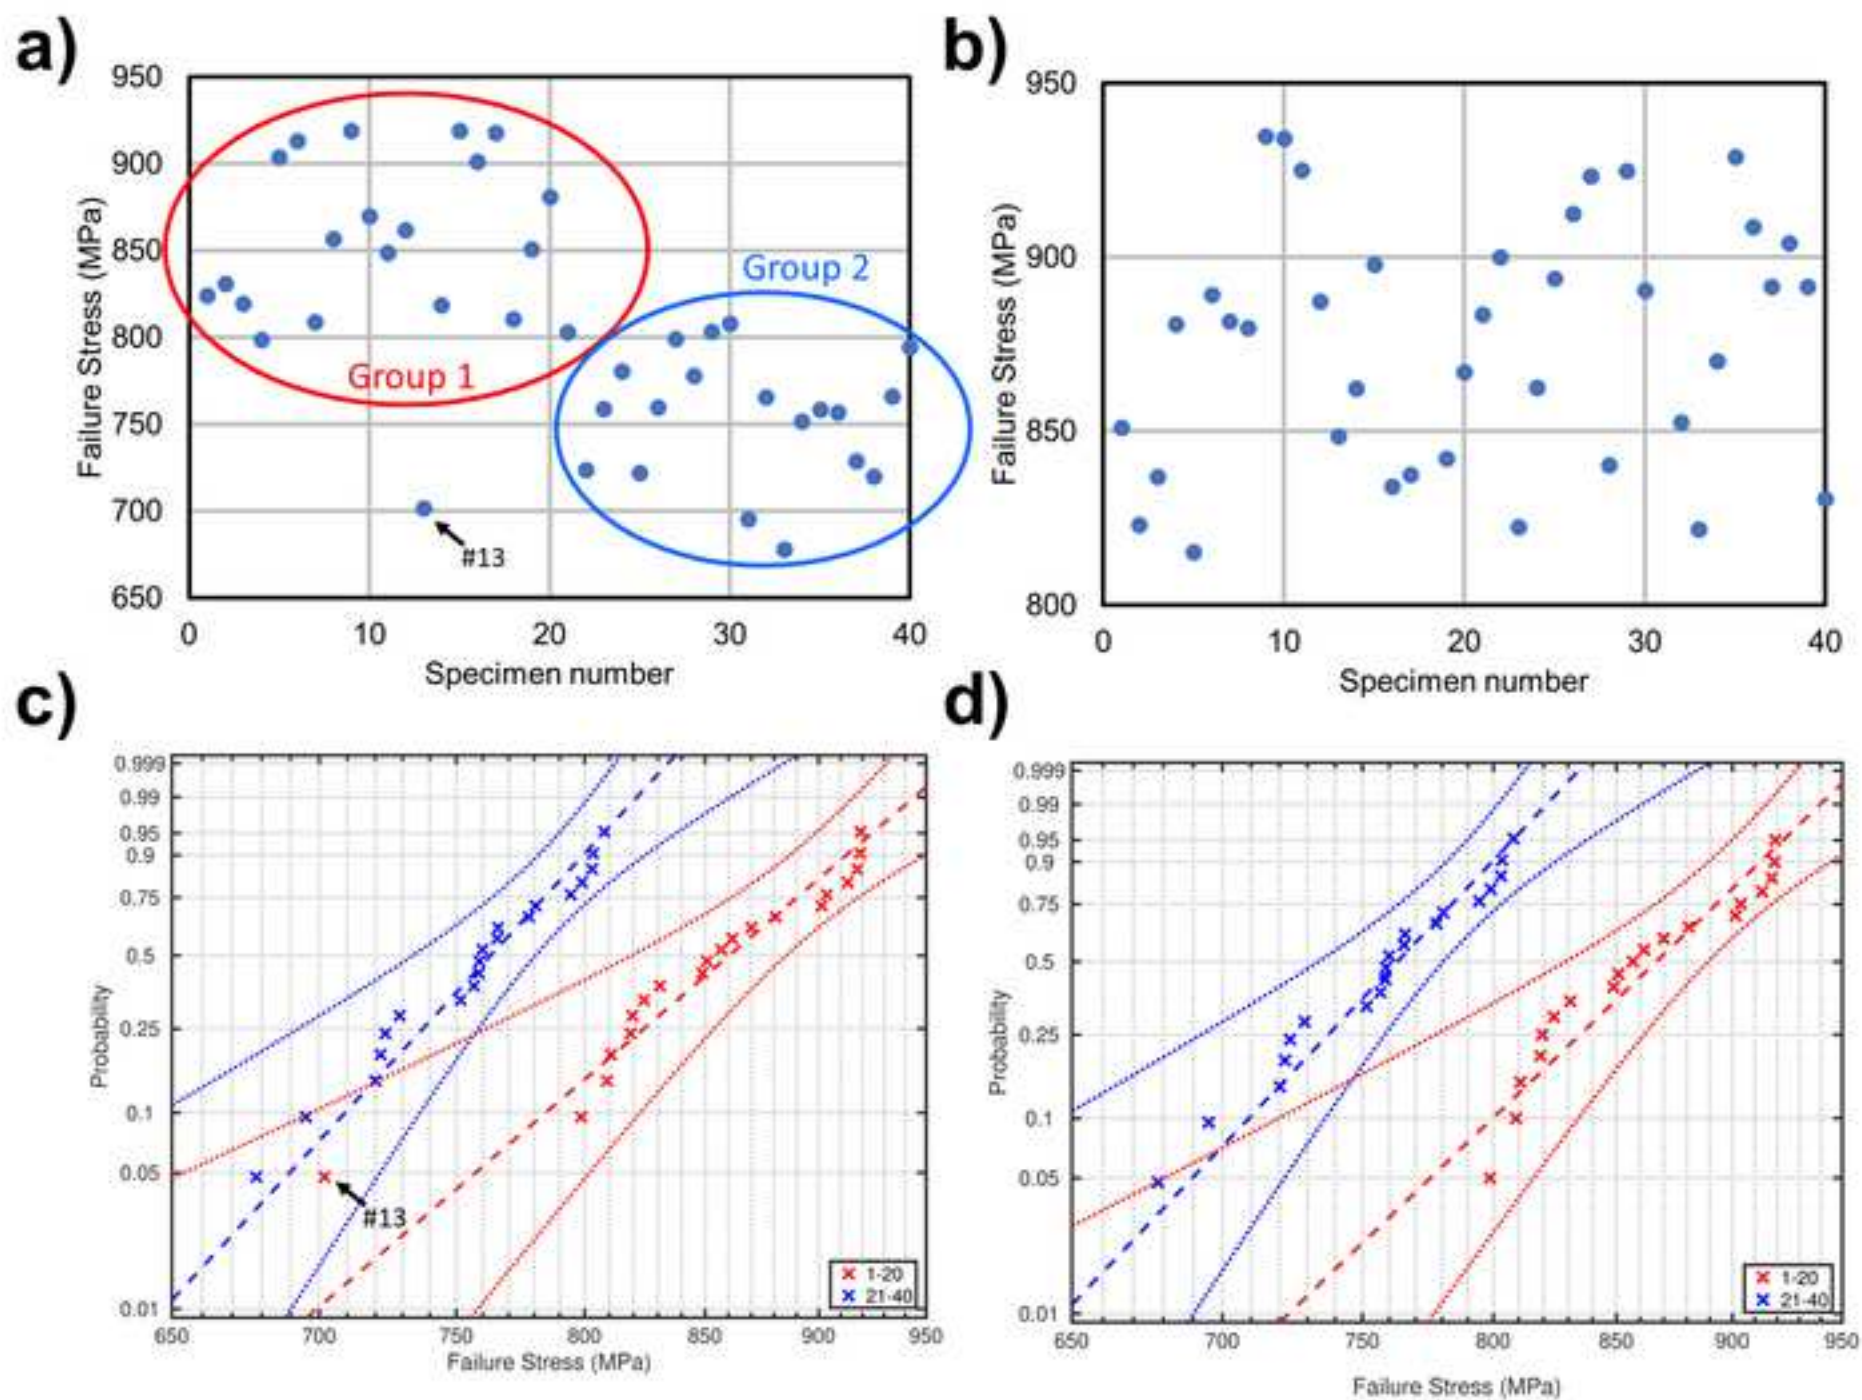 a)
950
900
850
800
750
700
650
Failure Stress (MPa)
Group 1
Group 2
#13
0 10 20 30 40
Specimen number
b)
950
900
850
800
Failure Stress (MPa)
0 10 20 30 40
Specimen number
c)
0.999
0.99
0.95
0.9
0.75
0.5
0.25
0.1
0.05
0.01
Probability
#13
1-20
21-40
650 700 750 800 850 900 950
Failure Stress (MPa)
d)
0.999
0.99
0.95
0.9
0.75
0.5
0.25
0.1
0.05
0.01
Probability
1-20
21-40
650 700 750 800 850 900 950
Failure Stress (MPa)